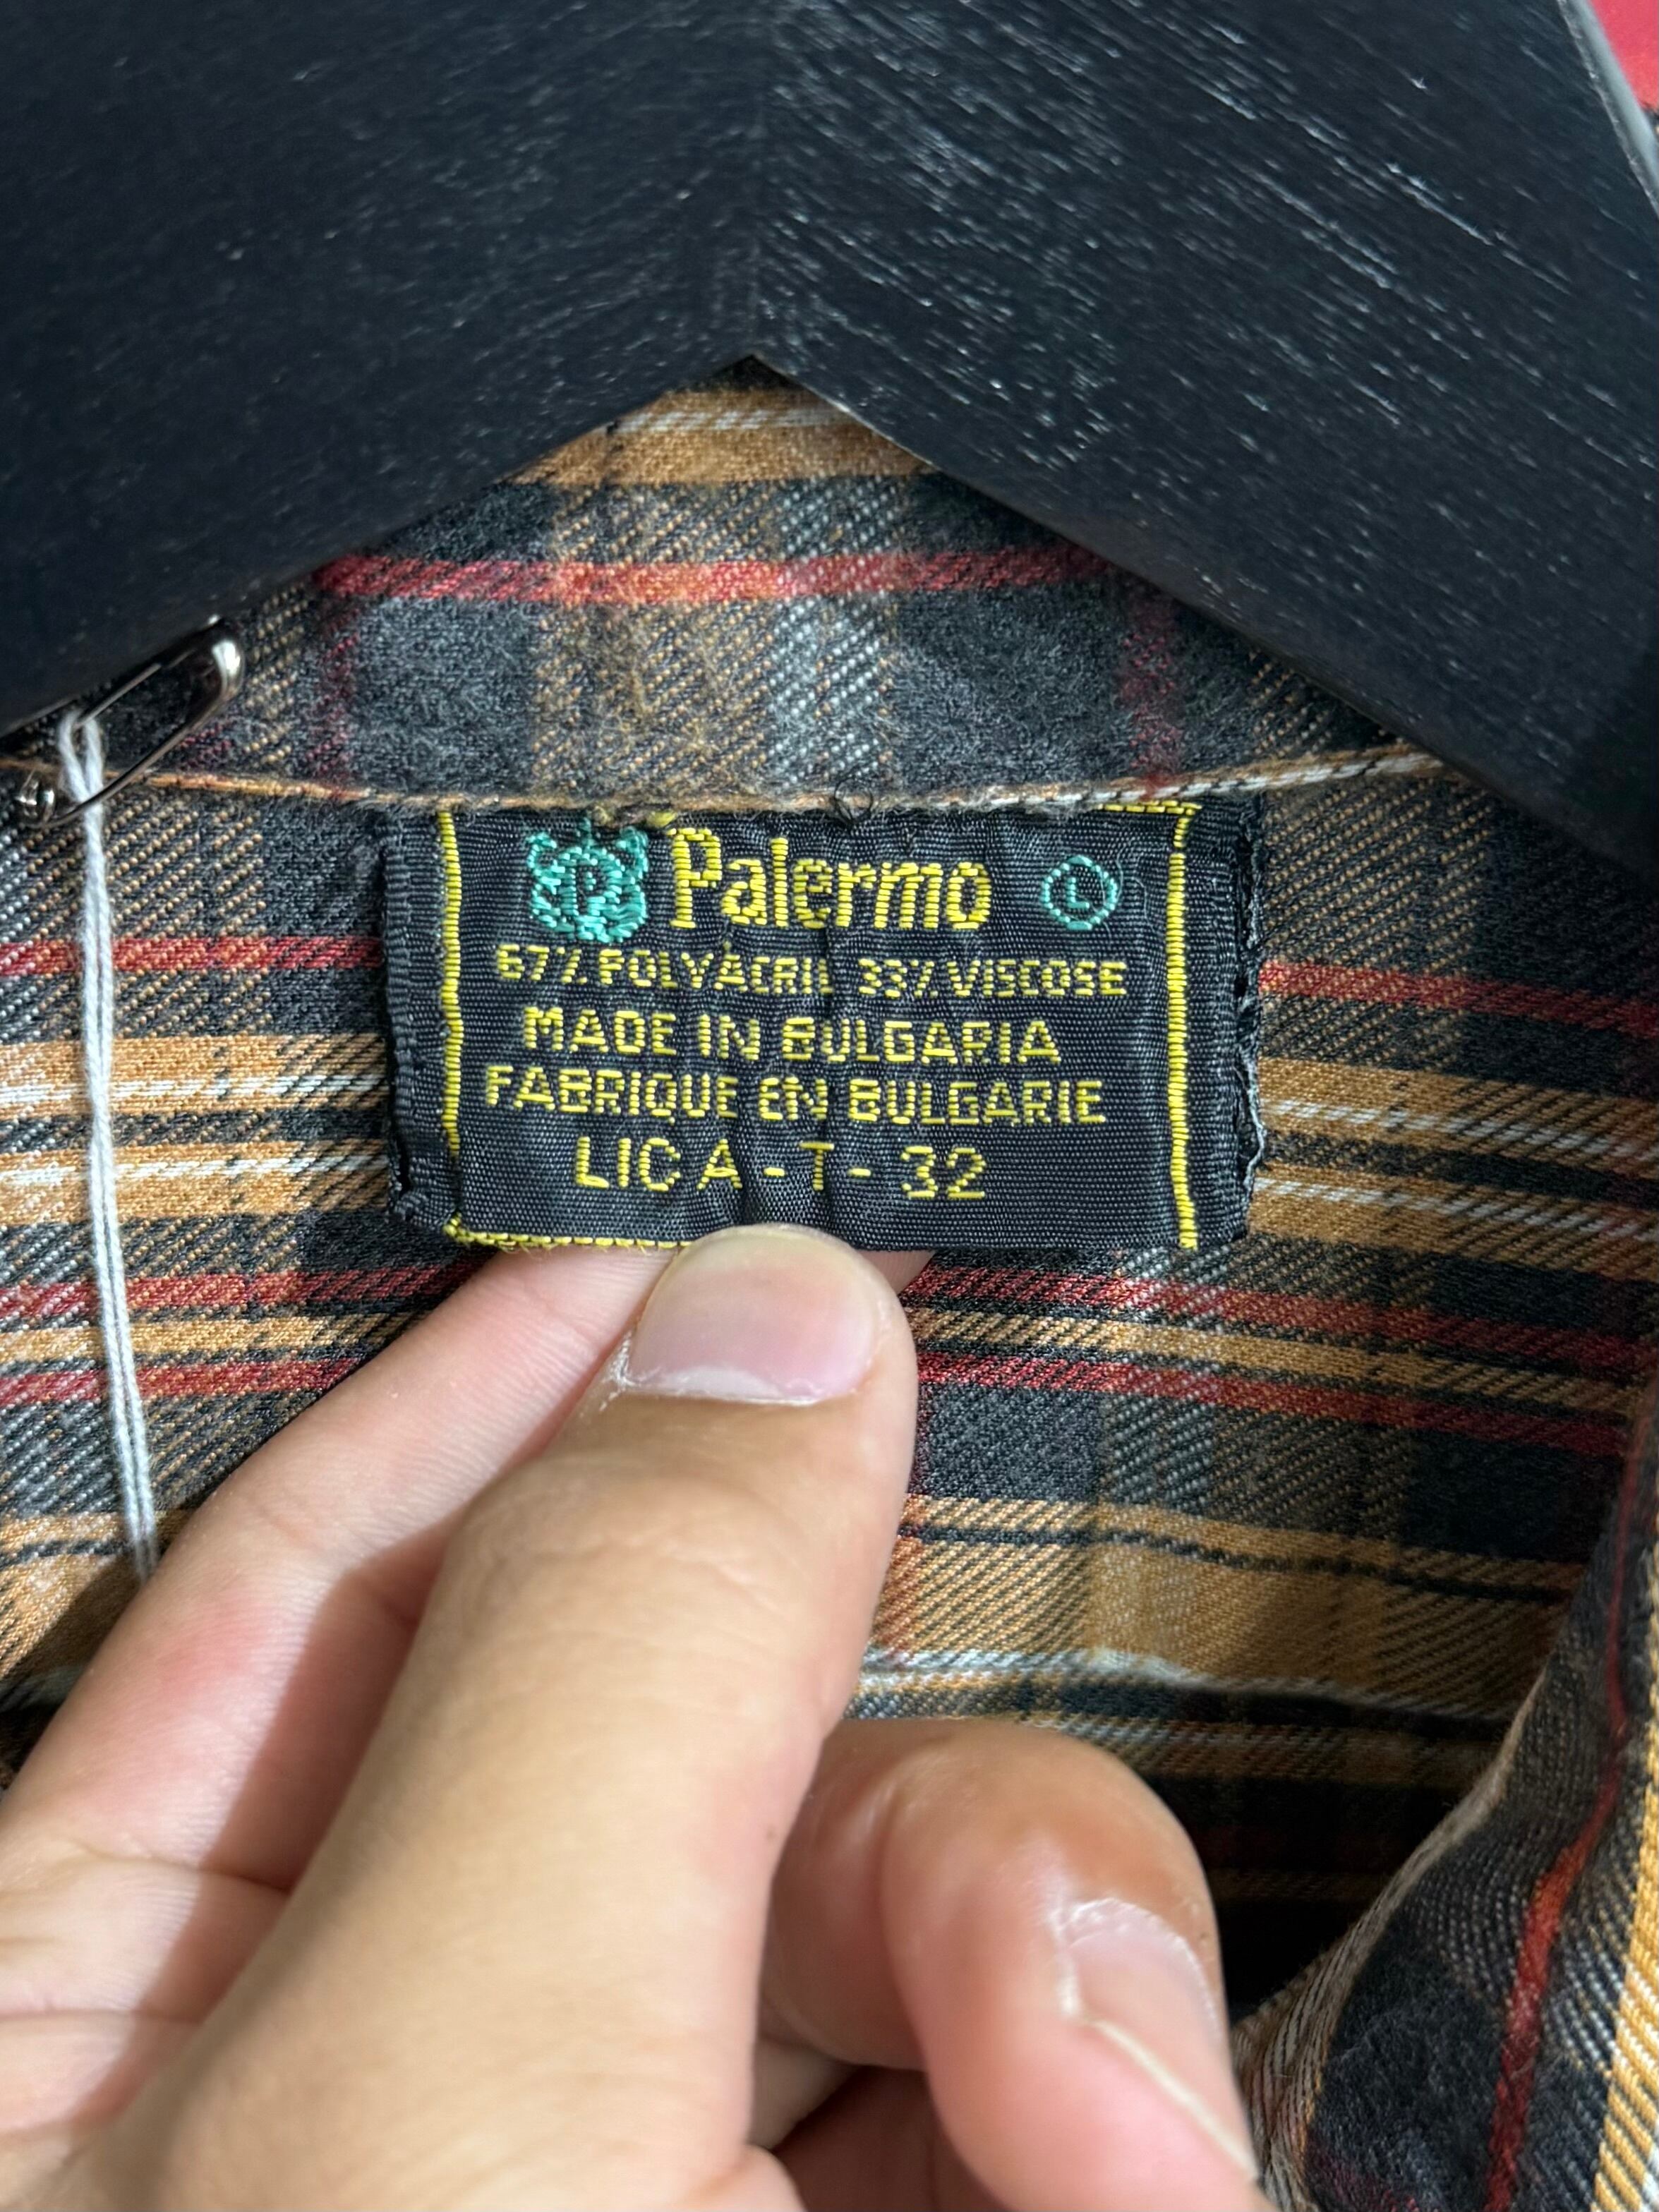 P Palermo L
67% POLYACRIL 33% VISCOSE
MADE IN BULGARIA
FABRIQUE EN BULGARIE
LIC A - T - 32